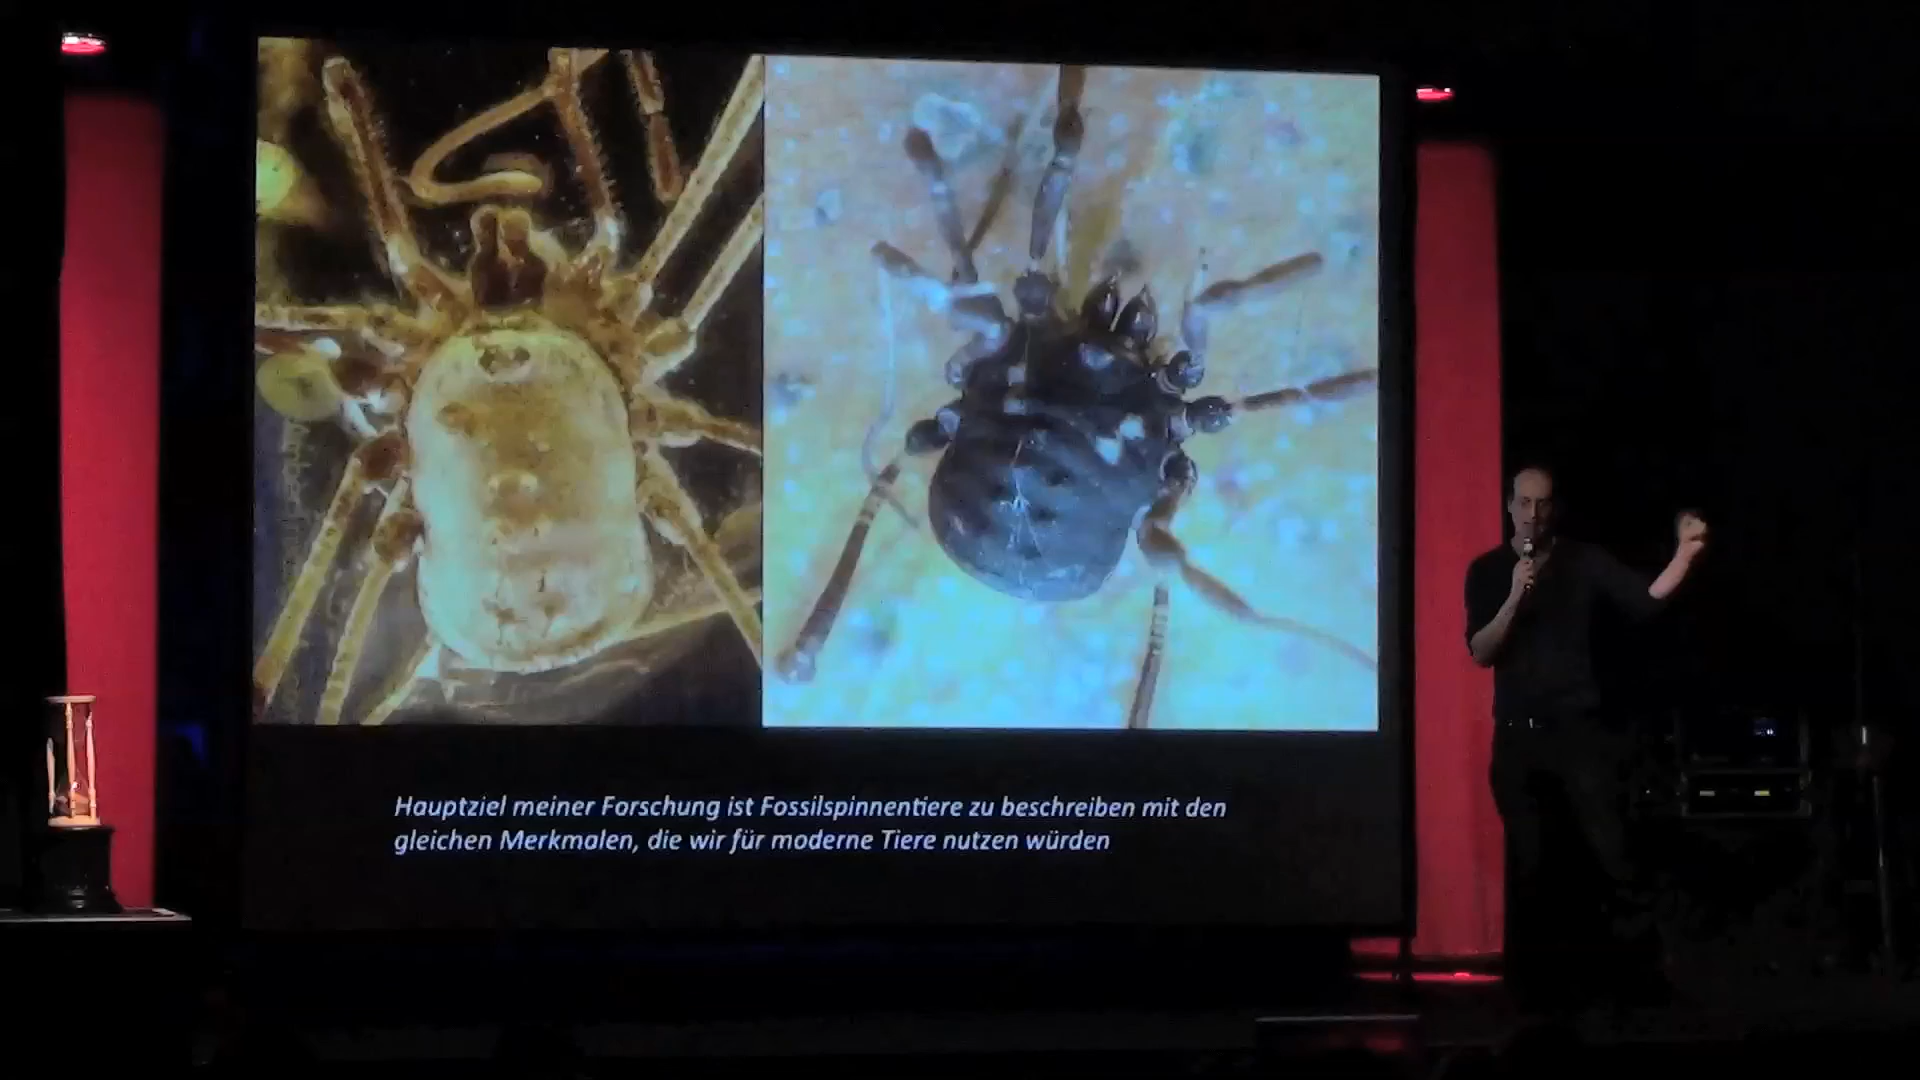 Hauptziel meiner Forschung ist Fossilspinnentiere zu beschreiben mit den
gleichen Merkmalen, die wir für moderne Tiere nutzen würden